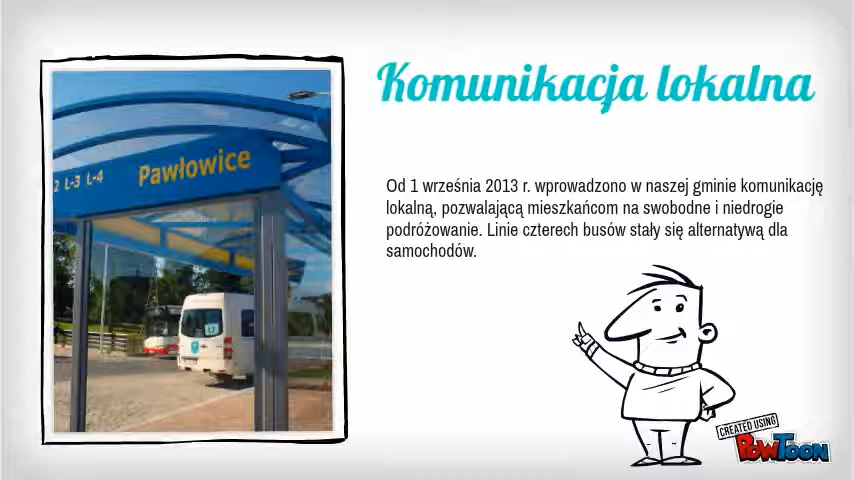 Komunikacja lokalna
2 L-3 L-4 Pawłowice
Od 1 września 2013 r. wprowadzono w naszej gminie komunikację
lokalną, pozwalającą mieszkańcom na swobodne i niedrogie
podróżowanie. Linie czterech busów stały się alternatywą dla
samochodów.
CREATED USING
POWTOON